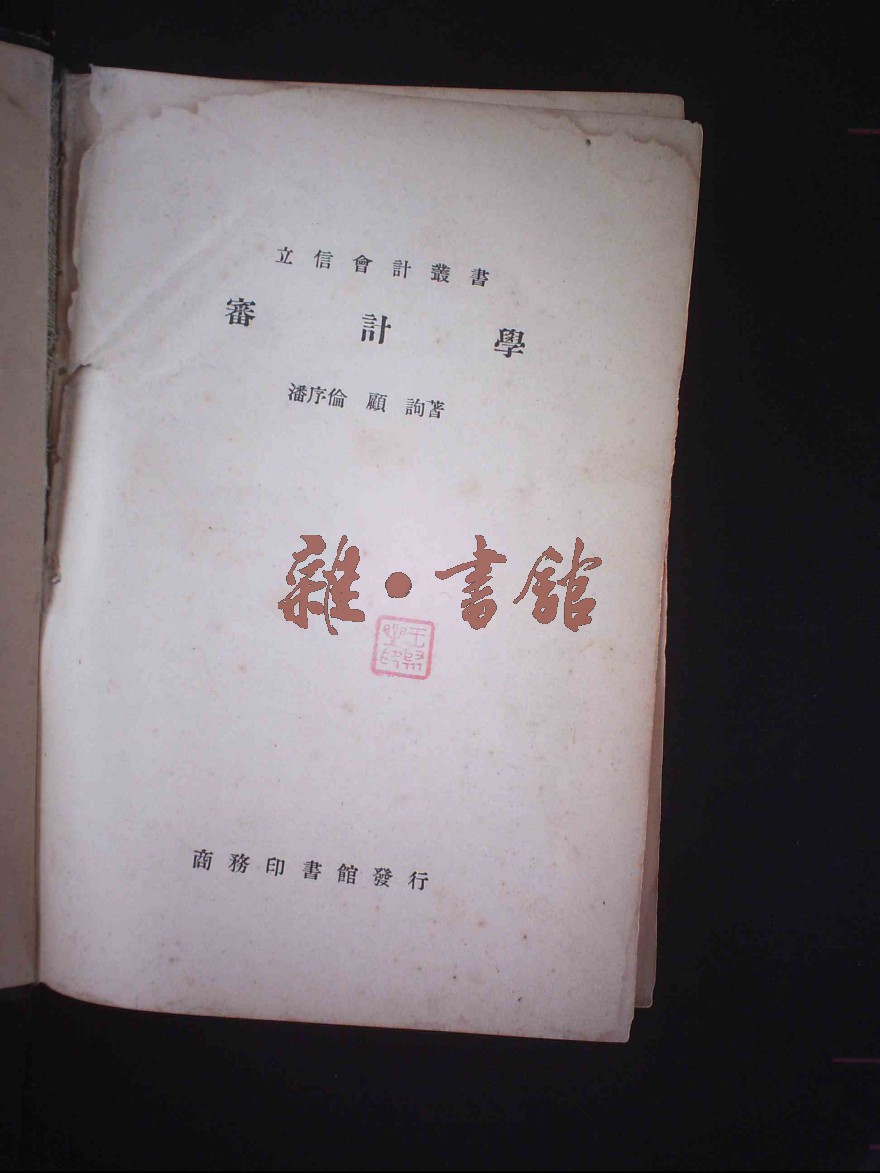 立信會計叢書
審計學
潘序倫 顧 詢著
雜·書館
商務印書館發行